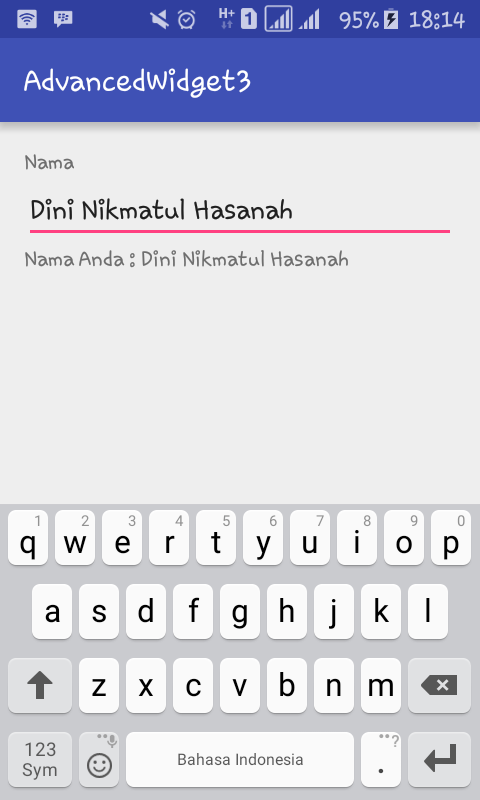 H+ 1 95% 18:14
AdvancedWidget3
Nama
Dini Nikmatul Hasanah
Nama Anda : Dini Nikmatul Hasanah
1 2 3 4 5 6 7 8 9 0
q w e r t y u i o p
a s d f g h j k l
z x c v b n m
123 Sym Bahasa Indonesia . ?